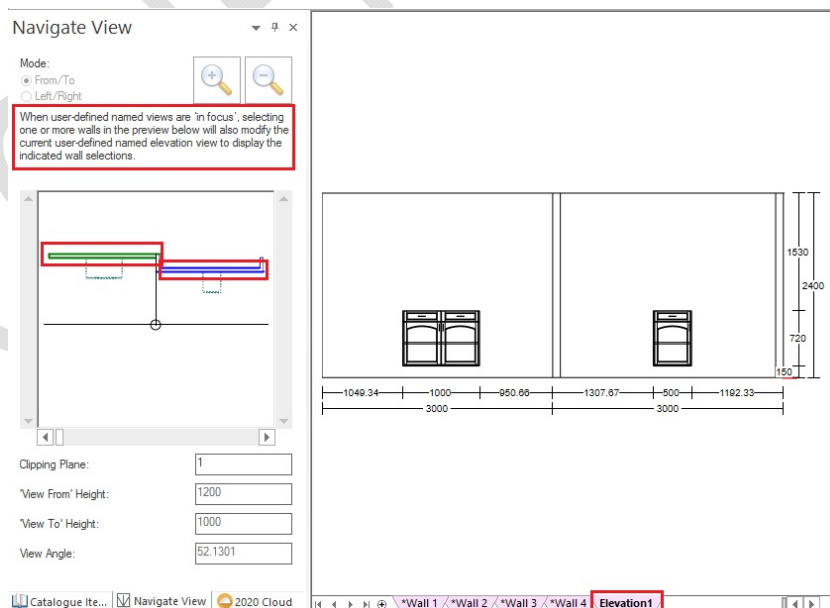 Navigate View
Mode:
From/To
Left/Right
When user-defined named views are 'in focus', selecting
one or more walls in the preview below will also modify the
current user-defined named elevation view to display the
indicated wall selections.
Clipping Plane:
1
'View From' Height:
1200
'View To' Height:
1000
View Angle:
52.1301
Catalogue Ite...
Navigate View
2020 Cloud
1530
2400
720
150
1049.34
1000
950.66
1307.67
500
1192.33
3000
3000
*Wall 1
*Wall 2
*Wall 3
*Wall 4
Elevation1